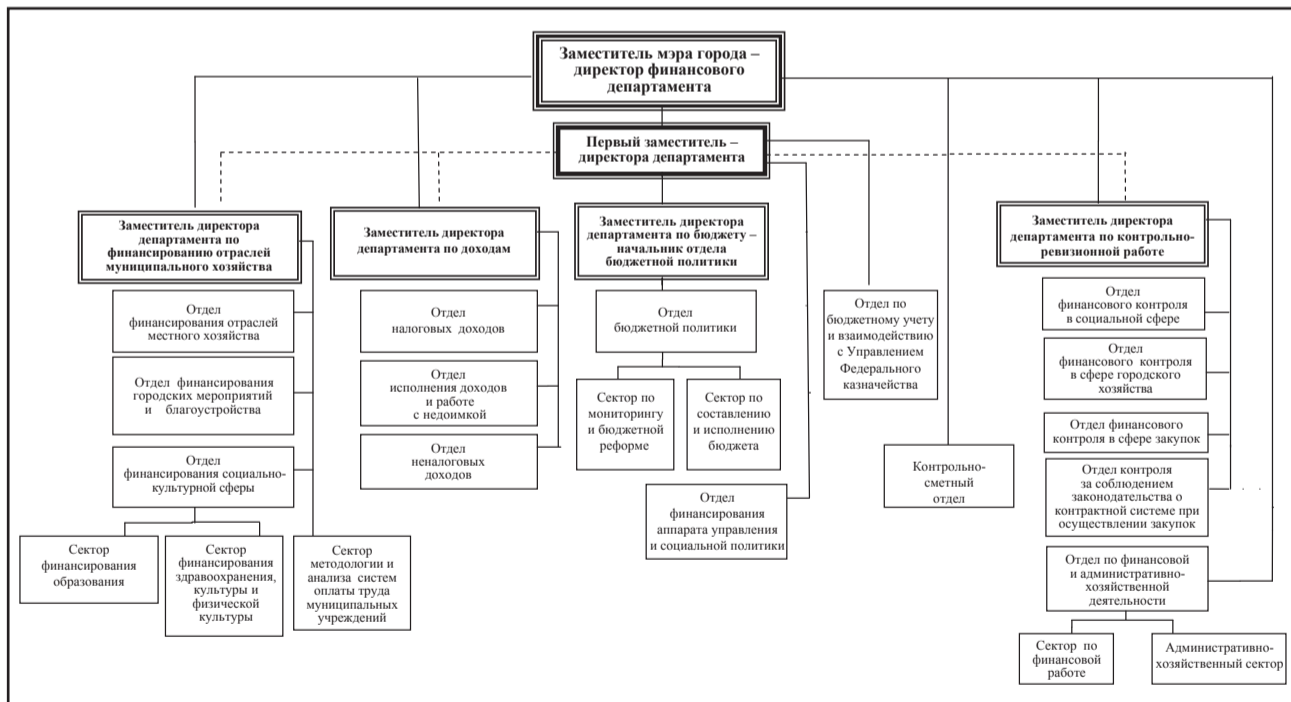 Заместитель мэра города –
директор финансового
департамента
Первый заместитель –
директора департамента
Заместитель директора
департамента по
финансированию отраслей
муниципального хозяйства
Заместитель директора
департамента по доходам
Заместитель директора
департамента по бюджету –
начальник отдела
бюджетной политики
Заместитель директора
департамента по контрольно-
ревизионной работе
Отдел
финансирования отраслей
местного хозяйства
Отдел финансирования
городских мероприятий
и благоустройства
Отдел
финансирования социально-
культурной сферы
Сектор
финансирования
образования
Сектор
финансирования
здравоохранения,
культуры и
физической
культуры
Сектор
методологии и
анализа систем
оплаты труда
муниципальных
учреждений
Отдел
налоговых доходов
Отдел
исполнения доходов
и работе
с недоимкой
Отдел
неналоговых
доходов
Отдел
бюджетной политики
Сектор по
мониторингу
и бюджетной
реформе
Сектор по
составлению
и исполнению
бюджета
Отдел
финансирования
аппарата управления
и социальной политики
Отдел по
бюджетному учету
и взаимодействию
с Управлением
Федерального
казначейства
Контрольно-
сметный
отдел
Отдел
финансового контроля
в социальной сфере
Отдел
финансового контроля
в сфере городского
хозяйства
Отдел финансового
контроля в сфере закупок
Отдел контроля
за соблюдением
законодательства о
контрактной системе при
осуществлении закупок
Отдел по финансовой
и административно-
хозяйственной
деятельности
Сектор по
финансовой
работе
Административно-
хозяйственный сектор